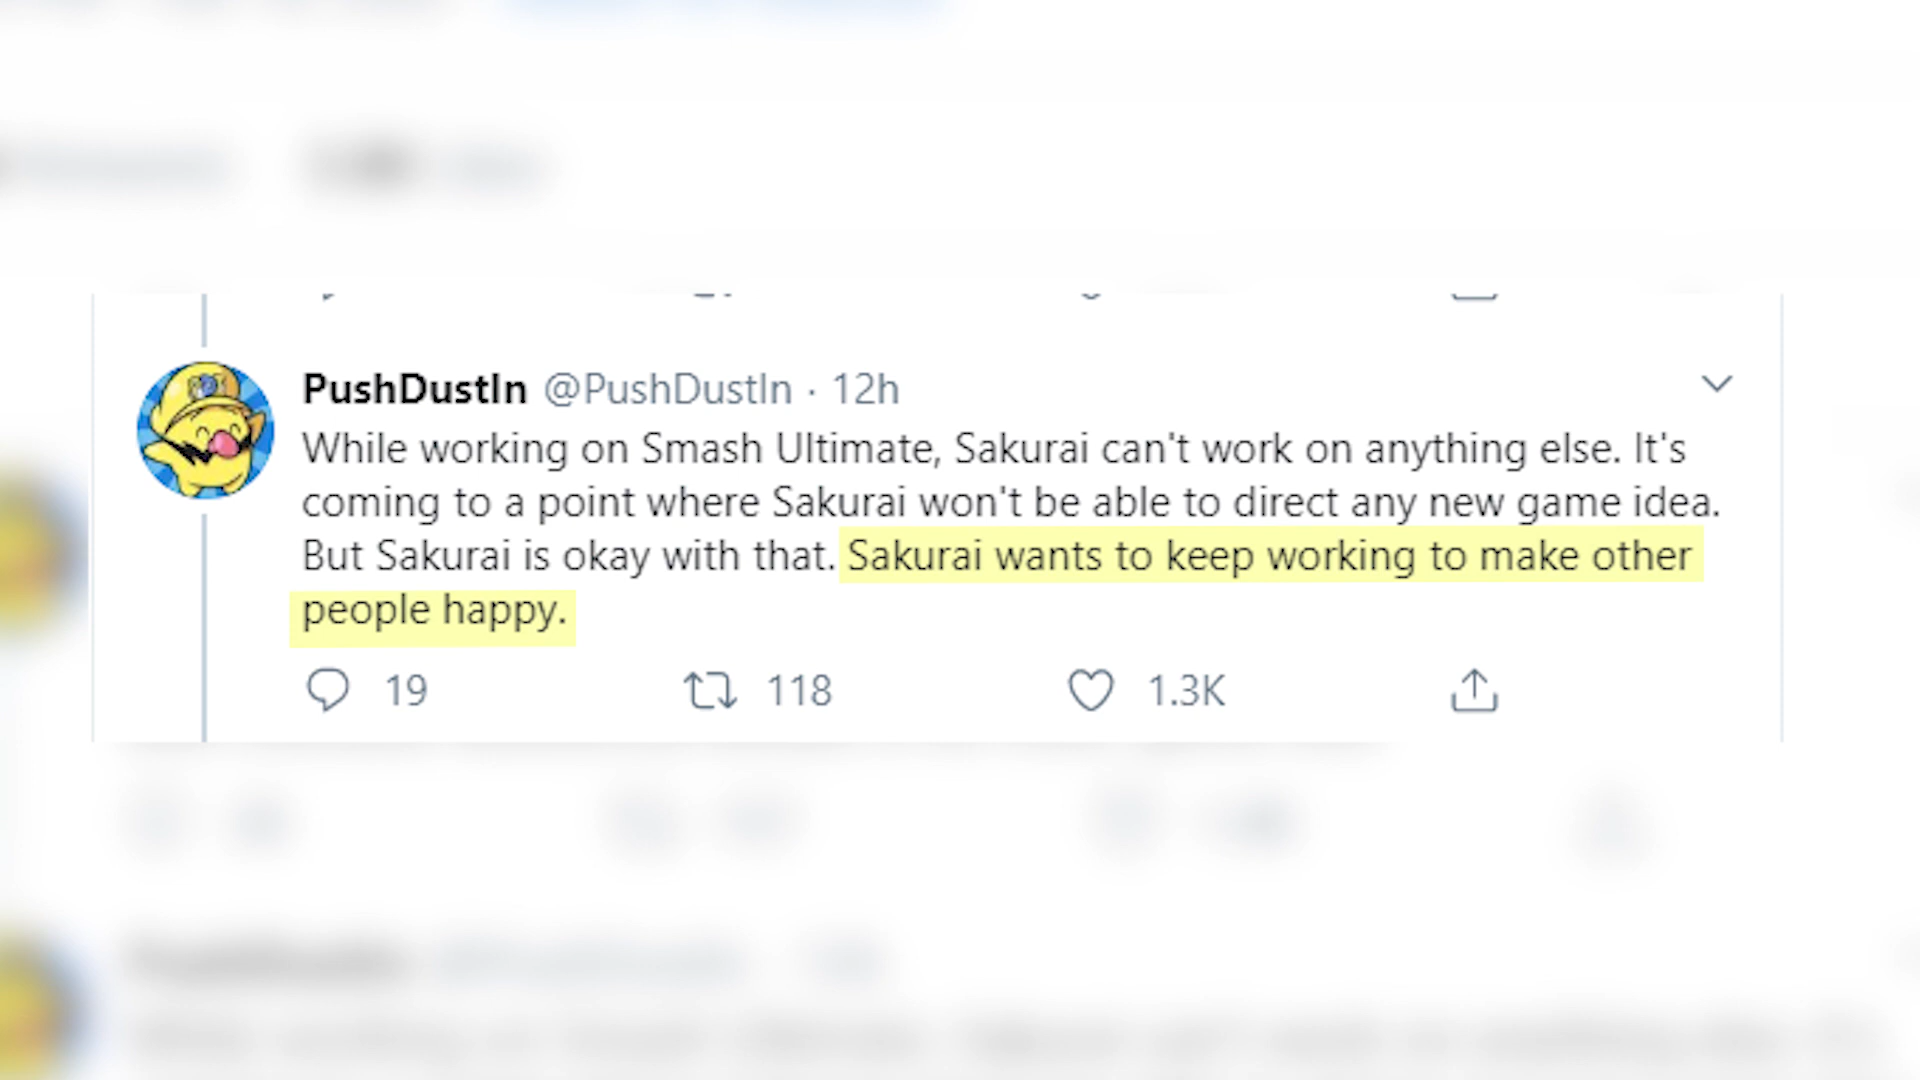 PushDustIn @PushDustIn · 12h
While working on Smash Ultimate, Sakurai can't work on anything else. It's
coming to a point where Sakurai won't be able to direct any new game idea.
But Sakurai is okay with that. Sakurai wants to keep working to make other
people happy.
19 118 1.3K